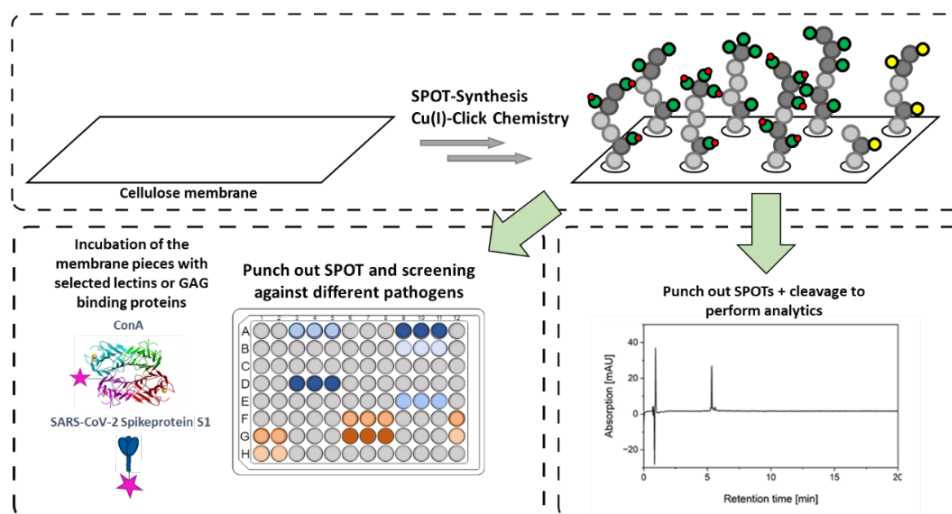 SPOT-Synthesis
Cu(I)-Click Chemistry
Cellulose membrane
Incubation of the
membrane pieces with
selected lectins or GAG
binding proteins
ConA
SARS-CoV-2 Spikeprotein S1
Punch out SPOT and screening
against different pathogens
1 2 3 4 5 6 7 8 9 10 11 12
A
B
C
D
E
F
G
H
Punch out SPOTs + cleavage to
perform analytics
Absorption [mAU]
40
20
0
-20
0 5 10 15 20
Retention time [min]